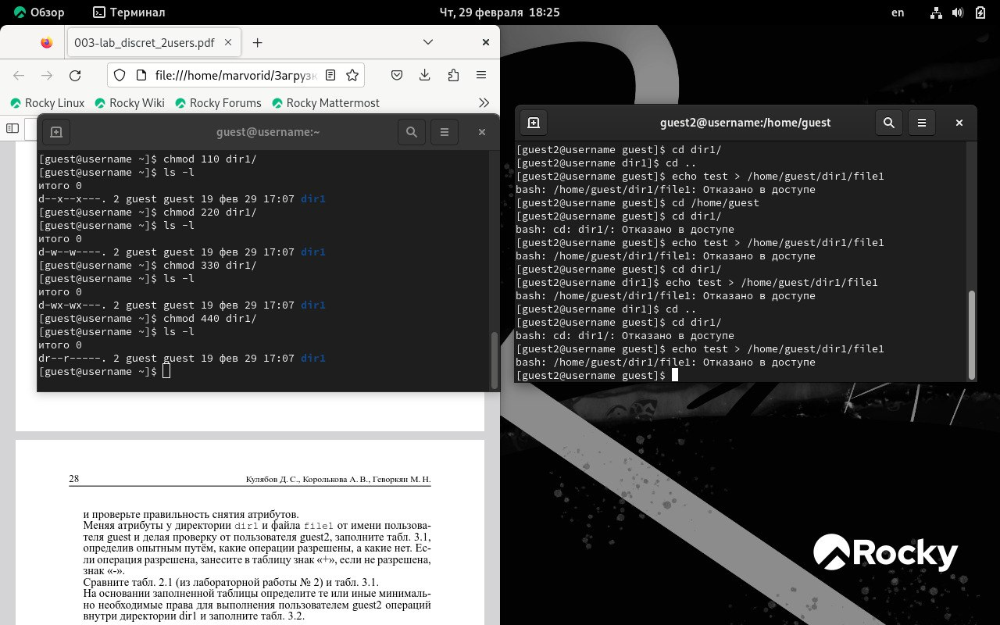 Обзор
Терминал
Чт, 29 февраля 18:25
en
003-lab_discret_2users.pdf
file:///home/marvorid/Загрузк
Rocky Linux
Rocky Wiki
Rocky Forums
Rocky Mattermost
guest@username:~
[guest@username ~]$ chmod 110 dir1/
[guest@username ~]$ ls -l
итого 0
d--x--x---. 2 guest guest 19 фев 29 17:07 dir1
[guest@username ~]$ chmod 220 dir1/
[guest@username ~]$ ls -l
итого 0
d-w--w----. 2 guest guest 19 фев 29 17:07 dir1
[guest@username ~]$ chmod 330 dir1/
[guest@username ~]$ ls -l
итого 0
d-wx-wx---. 2 guest guest 19 фев 29 17:07 dir1
[guest@username ~]$ chmod 440 dir1/
[guest@username ~]$ ls -l
итого 0
dr--r-----. 2 guest guest 19 фев 29 17:07 dir1
[guest@username ~]$
guest2@username:/home/guest
[guest2@username guest]$ cd dir1/
[guest2@username dir1]$ cd ..
[guest2@username guest]$ echo test > /home/guest/dir1/file1
bash: /home/guest/dir1/file1: Отказано в доступе
[guest2@username guest]$ cd /home/guest
[guest2@username guest]$ cd dir1/
bash: cd: dir1/: Отказано в доступе
[guest2@username guest]$ echo test > /home/guest/dir1/file1
bash: /home/guest/dir1/file1: Отказано в доступе
[guest2@username guest]$ cd dir1/
[guest2@username dir1]$ echo test > /home/guest/dir1/file1
bash: /home/guest/dir1/file1: Отказано в доступе
[guest2@username dir1]$ cd ..
[guest2@username guest]$ cd dir1/
bash: cd: dir1/: Отказано в доступе
[guest2@username guest]$ echo test > /home/guest/dir1/file1
bash: /home/guest/dir1/file1: Отказано в доступе
[guest2@username guest]$
28
Кулябов Д. С., Королькова А. В., Геворкян М. Н.
и проверьте правильность снятия атрибутов.
Меняя атрибуты у директории dir1 и файла file1 от имени пользова-
теля guest и делая проверку от пользователя guest2, заполните табл. 3.1,
определив опытным путём, какие операции разрешены, а какие нет. Ес-
ли операция разрешена, занесите в таблицу знак «+», если не разрешена,
знак «-».
Сравните табл. 2.1 (из лабораторной работы № 2) и табл. 3.1.
На основании заполненной таблицы определите те или иные минималь-
но необходимые права для выполнения пользователем guest2 операций
внутри директории dir1 и заполните табл. 3.2.
Rocky